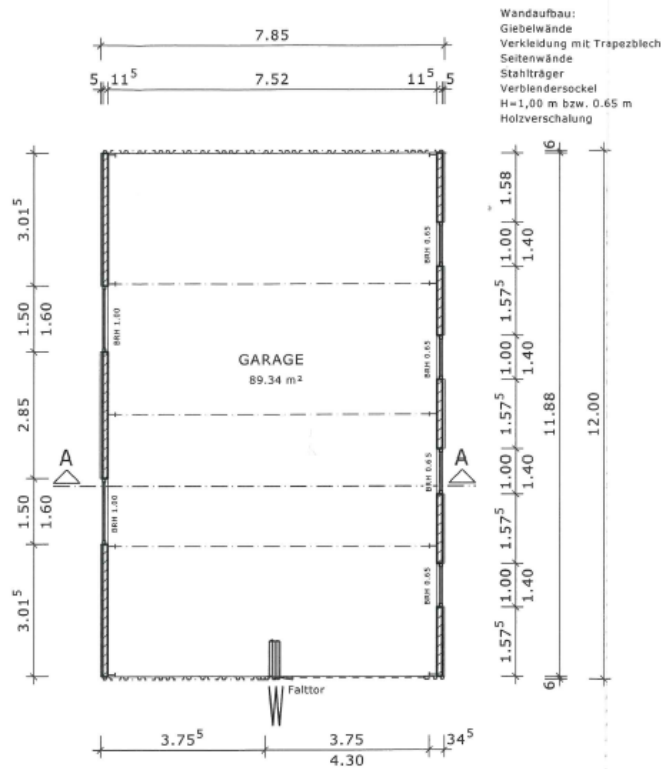 Wandaufbau:
Giebelwände
Verkleidung mit Trapezblech
Seitenwände
Stahlträger
Verblendersockel
H=1,00 m bzw. 0.65 m
Holzverschalung
7.85
5 11⁵ 7.52 11⁵ 5
3.01⁵
1.50
1.60
2.85
1.50
1.60
3.01⁵
BRH 1.00
BRH 1.00
GARAGE
89.34 m²
BRH 0.65
BRH 0.65
BRH 0.65
BRH 0.65
A A
6
1.58
1.00
1.40
1.57⁵
1.00
1.40
1.57⁵
1.00
1.40
1.57⁵
1.00
1.40
1.57⁵
6
11.88
12.00
Falttor
3.75⁵ 3.75 34⁵
4.30